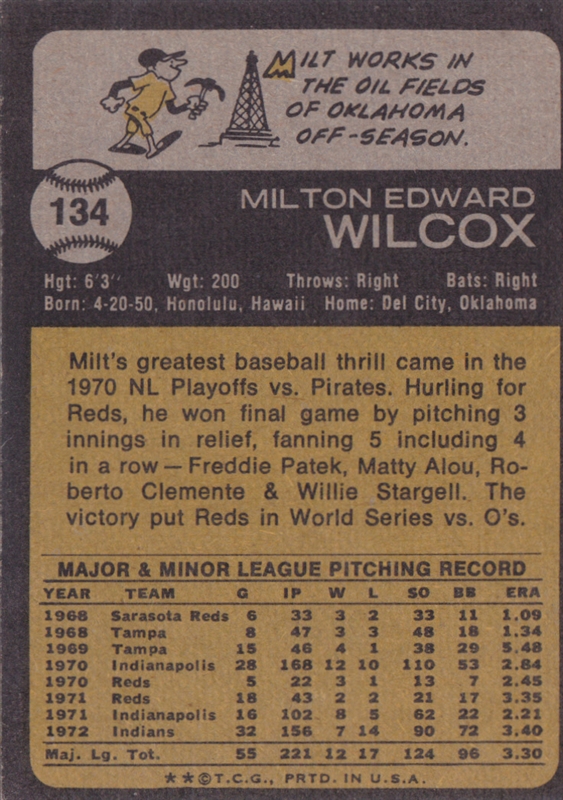 MILT WORKS IN
THE OIL FIELDS
OF OKLAHOMA
OFF-SEASON.
134
MILTON EDWARD
WILCOX
Hgt: 6'3" Wgt: 200 Throws: Right Bats: Right
Born: 4-20-50, Honolulu, Hawaii Home: Del City, Oklahoma
Milt's greatest baseball thrill came in the
1970 NL Playoffs vs. Pirates. Hurling for
Reds, he won final game by pitching 3
innings in relief, fanning 5 including 4
in a row — Freddie Patek, Matty Alou, Ro-
berto Clemente & Willie Stargell. The
victory put Reds in World Series vs. O's.
MAJOR & MINOR LEAGUE PITCHING RECORD
YEAR TEAM G IP W L SO BB ERA
1968 Sarasota Reds 6 33 3 2 33 11 1.09
1968 Tampa 8 47 3 3 48 18 1.34
1969 Tampa 15 46 4 1 38 29 5.48
1970 Indianapolis 28 168 12 10 110 53 2.84
1970 Reds 5 22 3 1 13 7 2.45
1971 Reds 18 43 2 2 21 17 3.35
1971 Indianapolis 16 102 8 5 62 22 2.21
1972 Indians 32 156 7 14 90 72 3.40
Maj. Lg. Tot. 55 221 12 17 124 96 3.30
**©T.C.G., PRTD. IN U.S.A.